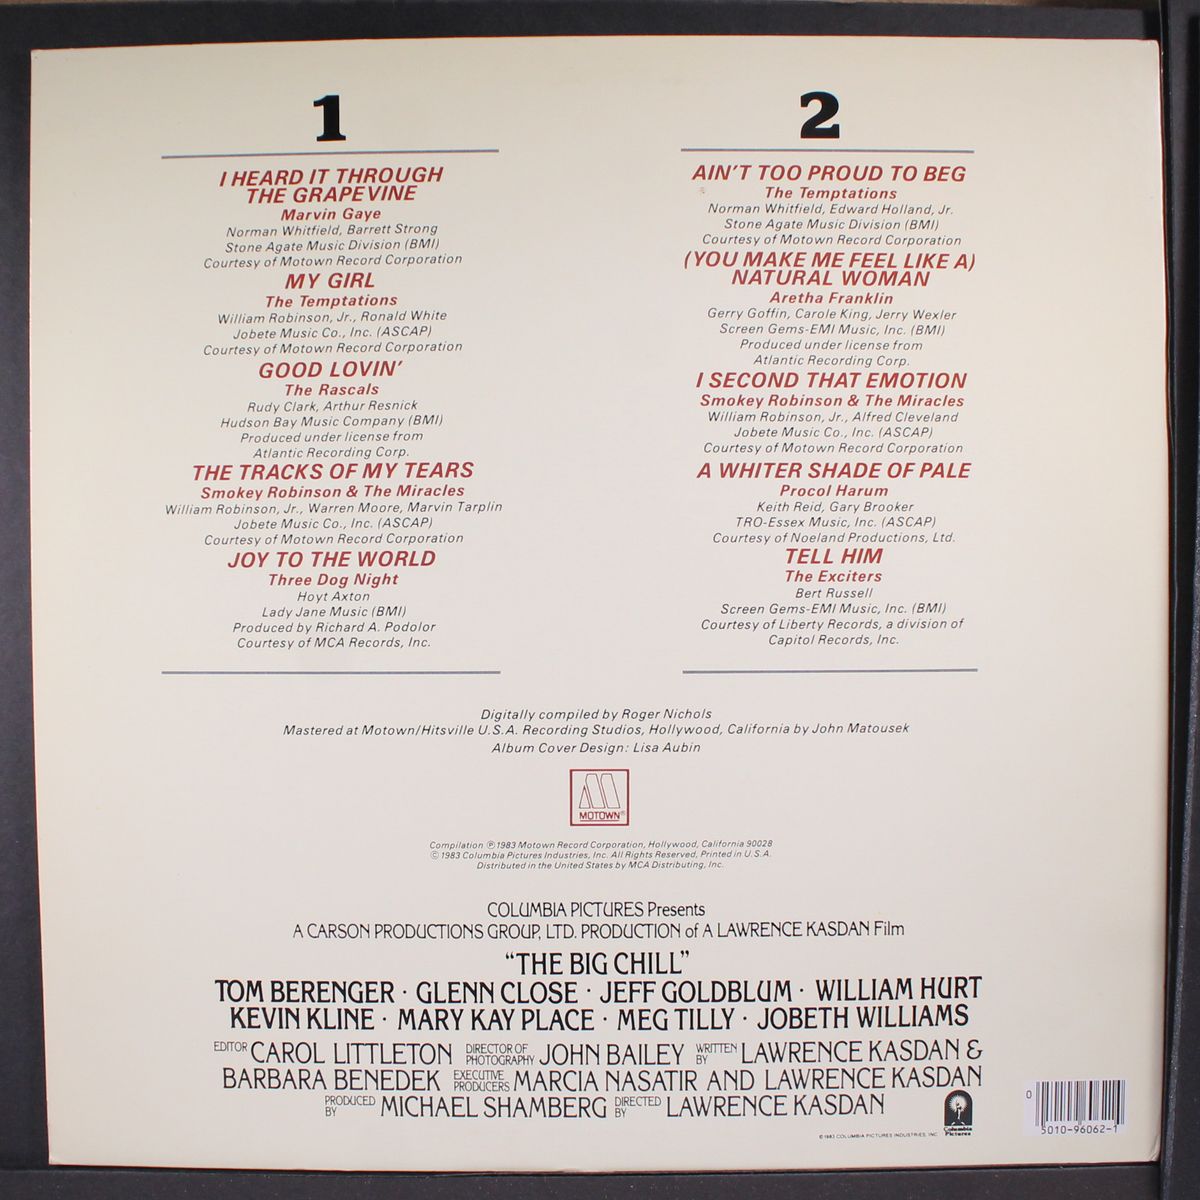 1
I HEARD IT THROUGH
THE GRAPEVINE
Marvin Gaye
Norman Whitfield, Barrett Strong
Stone Agate Music Division (BMI)
Courtesy of Motown Record Corporation
MY GIRL
The Temptations
William Robinson, Jr., Ronald White
Jobete Music Co., Inc. (ASCAP)
Courtesy of Motown Record Corporation
GOOD LOVIN'
The Rascals
Rudy Clark, Arthur Resnick
Hudson Bay Music Company (BMI)
Produced under license from
Atlantic Recording Corp.
THE TRACKS OF MY TEARS
Smokey Robinson & The Miracles
William Robinson, Jr., Warren Moore, Marvin Tarplin
Jobete Music Co., Inc. (ASCAP)
Courtesy of Motown Record Corporation
JOY TO THE WORLD
Three Dog Night
Hoyt Axton
Lady Jane Music (BMI)
Produced by Richard A. Podolor
Courtesy of MCA Records, Inc.
2
AIN'T TOO PROUD TO BEG
The Temptations
Norman Whitfield, Edward Holland, Jr.
Stone Agate Music Division (BMI)
Courtesy of Motown Record Corporation
(YOU MAKE ME FEEL LIKE A)
NATURAL WOMAN
Aretha Franklin
Gerry Goffin, Carole King, Jerry Wexler
Screen Gems-EMI Music, Inc. (BMI)
Produced under license from
Atlantic Recording Corp.
I SECOND THAT EMOTION
Smokey Robinson & The Miracles
William Robinson, Jr., Alfred Cleveland
Jobete Music Co., Inc. (ASCAP)
Courtesy of Motown Record Corporation
A WHITER SHADE OF PALE
Procol Harum
Keith Reid, Gary Brooker
TRO-Essex Music, Inc. (ASCAP)
Courtesy of Noeland Productions, Ltd.
TELL HIM
The Exciters
Bert Russell
Screen Gems-EMI Music, Inc. (BMI)
Courtesy of Liberty Records, a division of
Capitol Records, Inc.
Digitally compiled by Roger Nichols
Mastered at Motown/Hitsville U.S.A. Recording Studios, Hollywood, California by John Matousek
Album Cover Design: Lisa Aubin
MOTOWN®
Compilation ℗ 1983 Motown Record Corporation, Hollywood, California 90028
© 1983 Columbia Pictures Industries, Inc. All Rights Reserved, Printed in U.S.A.
Distributed in the United States by MCA Distributing, Inc.
COLUMBIA PICTURES Presents
A CARSON PRODUCTIONS GROUP, LTD. PRODUCTION of A LAWRENCE KASDAN Film
"THE BIG CHILL"
TOM BERENGER · GLENN CLOSE · JEFF GOLDBLUM · WILLIAM HURT
KEVIN KLINE · MARY KAY PLACE · MEG TILLY · JOBETH WILLIAMS
EDITOR CAROL LITTLETON DIRECTOR OF PHOTOGRAPHY JOHN BAILEY WRITTEN BY LAWRENCE KASDAN &
BARBARA BENEDEK EXECUTIVE PRODUCERS MARCIA NASATIR AND LAWRENCE KASDAN
PRODUCED BY MICHAEL SHAMBERG DIRECTED BY LAWRENCE KASDAN
Columbia
Pictures
© 1983 COLUMBIA PICTURES INDUSTRIES, INC.
0
5010-96062-1